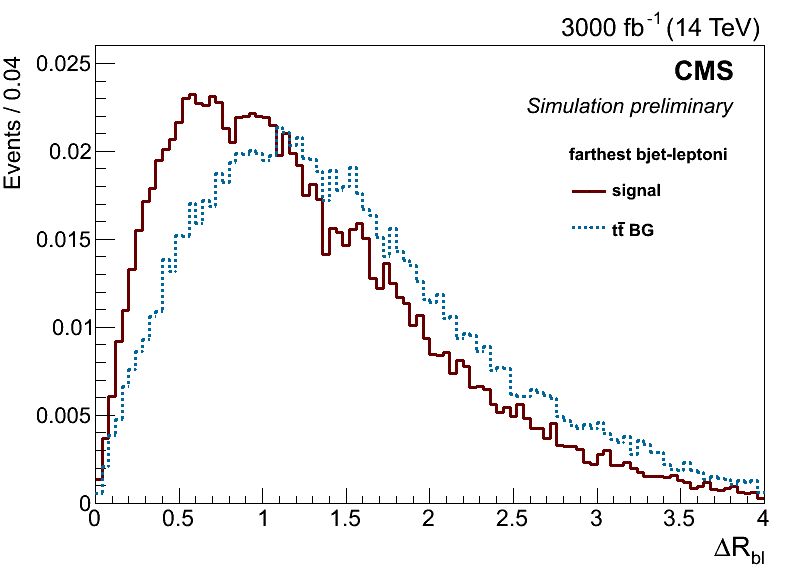 3000 fb⁻¹ (14 TeV)
Events / 0.04
CMS
Simulation preliminary
farthest bjet-leptoni
signal
tt̄ BG
0.025
0.02
0.015
0.01
0.005
0
0 0.5 1 1.5 2 2.5 3 3.5 4
ΔR_bl